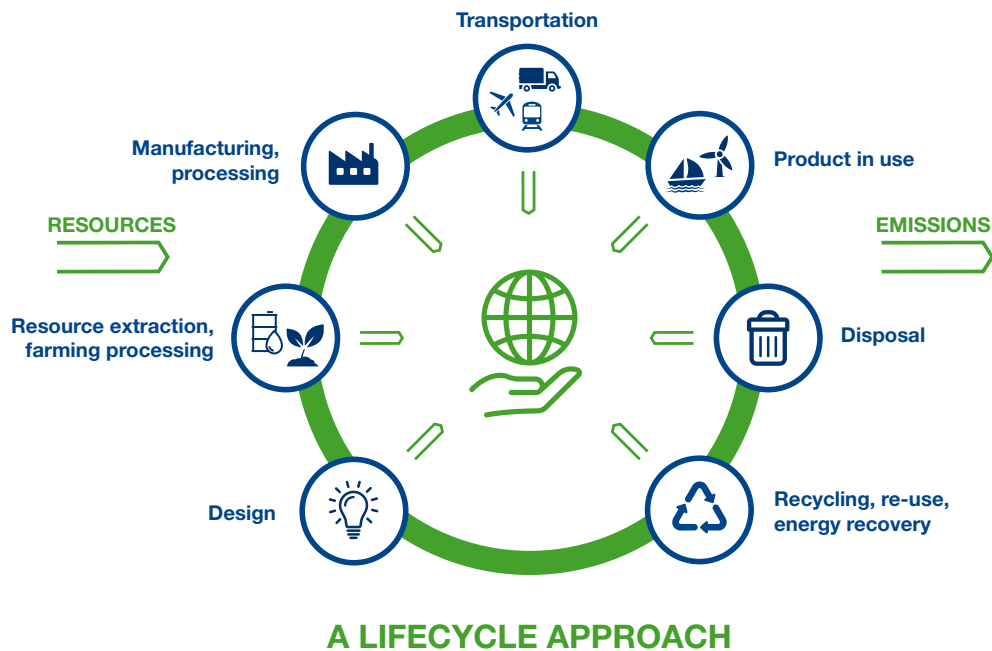 Transportation
Manufacturing,
processing
Product in use
RESOURCES
EMISSIONS
Resource extraction,
farming processing
Disposal
Design
Recycling, re-use,
energy recovery
A LIFECYCLE APPROACH